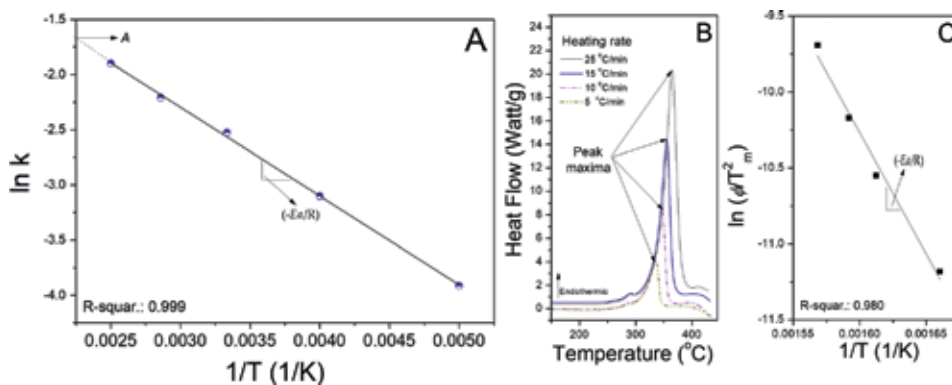 A
A
-1.5
-2.0
-2.5
-3.0
-3.5
-4.0
ln k
(-Ea/R)
R-squar.: 0.999
0.0025 0.0030 0.0035 0.0040 0.0045 0.0050
1/T (1/K)
B
Heating rate
25 °C/min
15 °C/min
10 °C/min
5 °C/min
24
22
20
18
16
14
12
10
8
6
4
2
0
Heat Flow (Watt/g)
Peak
maxima
Endothermic
200 300 400
Temperature (°C)
C
-9.5
-10.0
-10.5
-11.0
-11.5
ln (ϕ/T²m)
(-Ea/R)
R-squar.: 0.980
0.00155 0.00160 0.00165
1/T (1/K)